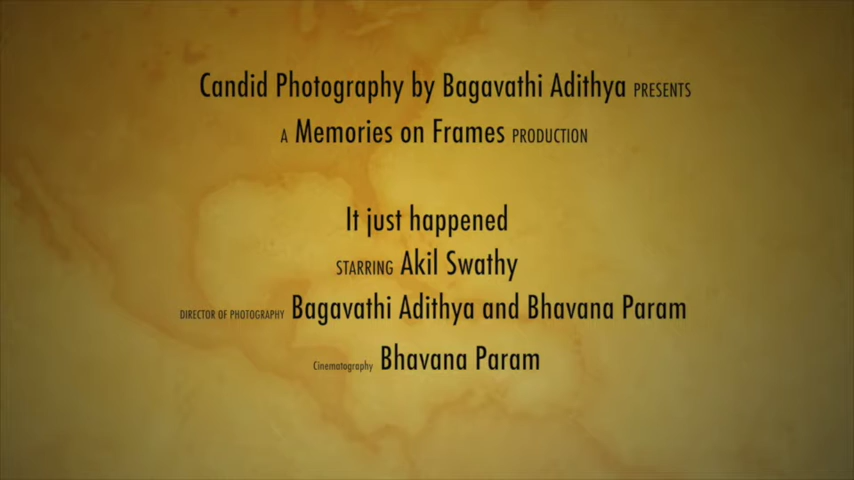 Candid Photography by Bagavathi Adithya PRESENTS
A Memories on Frames PRODUCTION
It just happened
STARRING Akil Swathy
DIRECTOR OF PHOTOGRAPHY Bagavathi Adithya and Bhavana Param
Cinematography Bhavana Param